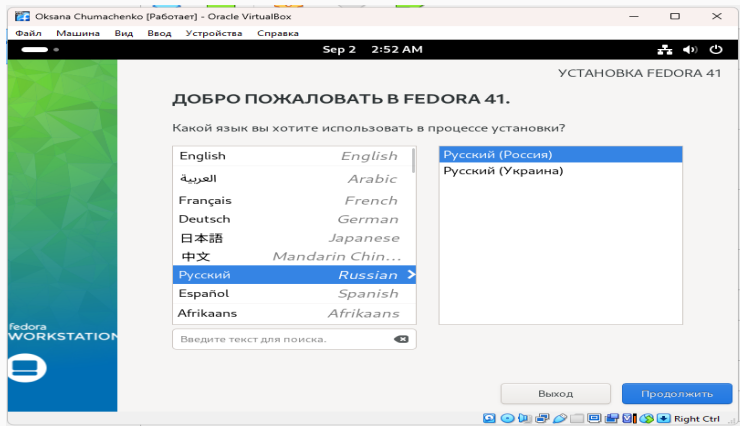 Oksana Chumachenko [Работает] - Oracle VirtualBox
Файл Машина Вид Ввод Устройства Справка
Sep 2 2:52 AM
УСТАНОВКА FEDORA 41
ДОБРО ПОЖАЛОВАТЬ В FEDORA 41.
Какой язык вы хотите использовать в процессе установки?
English English
العربية Arabic
Français French
Deutsch German
日本語 Japanese
中文 Mandarin Chin...
Русский Russian
Español Spanish
Afrikaans Afrikaans
Введите текст для поиска.
Русский (Россия)
Русский (Украина)
fedora
WORKSTATION
Выход Продолжить
Right Ctrl